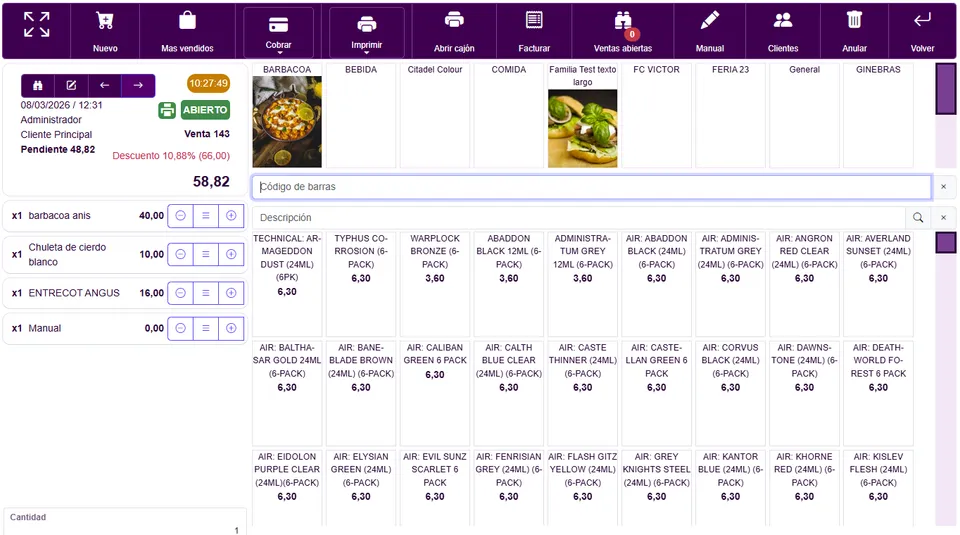 Nuevo
Mas vendidos
Cobrar
Imprimir
Abrir cajón
Facturar
0
Ventas abiertas
Manual
Clientes
Anular
Volver
10:27:49
08/03/2026 / 12:31
ABIERTO
Administrador
Cliente Principal
Venta 143
Pendiente 48,82
Descuento 10,88% (66,00)
58,82
x1 barbacoa anis 40,00
x1 Chuleta de cierdo
blanco
10,00
x1 ENTRECOT ANGUS 16,00
x1 Manual 0,00
Cantidad
1
BARBACOA
BEBIDA
Citadel Colour
COMIDA
Familia Test texto
largo
FC VICTOR
FERIA 23
General
GINEBRAS
Código de barras
×
Descripción
×
TECHNICAL: AR-
MAGEDDON
DUST (24ML)
(6PK)
6,30
TYPHUS CO-
RROSION (6-
PACK)
6,30
WARPLOCK
BRONZE (6-
PACK)
3,60
ABADDON
BLACK 12ML (6-
PACK)
3,60
ADMINISTRA-
TUM GREY
12ML (6-PACK)
3,60
AIR: ABADDON
BLACK (24ML)
(6-PACK)
6,30
AIR: ADMINIS-
TRATUM GREY
(24ML) (6-PACK)
6,30
AIR: ANGRON
RED CLEAR
(24ML) (6-PACK)
6,30
AIR: AVERLAND
SUNSET (24ML)
(6-PACK)
6,30
AIR: BALTHA-
SAR GOLD 24ML
(6-PACK)
6,30
AIR: BANE-
BLADE BROWN
(24ML) (6-PACK)
6,30
AIR: CALIBAN
GREEN 6 PACK
6,30
AIR: CALTH
BLUE CLEAR
(24ML) (6-PACK)
6,30
AIR: CASTE
THINNER (24ML)
(6-PACK)
6,30
AIR: CASTE-
LLAN GREEN 6
PACK
6,30
AIR: CORVUS
BLACK (24ML)
(6-PACK)
6,30
AIR: DAWNS-
TONE (24ML) (6-
PACK)
6,30
AIR: DEATH-
WORLD FO-
REST 6 PACK
6,30
AIR: EIDOLON
PURPLE CLEAR
(24ML)(6-PACK)
6,30
AIR: ELYSIAN
GREEN (24ML)
(6-PACK)
6,30
AIR: EVIL SUNZ
SCARLET 6
PACK
6,30
AIR: FENRISIAN
GREY (24ML) (6-
PACK)
6,30
AIR: FLASH GITZ
YELLOW (24ML)
(6-PACK)
6,30
AIR: GREY
KNIGHTS STEEL
(24ML) (6-PACK)
6,30
AIR: KANTOR
BLUE (24ML) (6-
PACK)
6,30
AIR: KHORNE
RED (24ML) (6-
PACK)
6,30
AIR: KISLEV
FLESH (24ML)
(6-PACK)
6,30